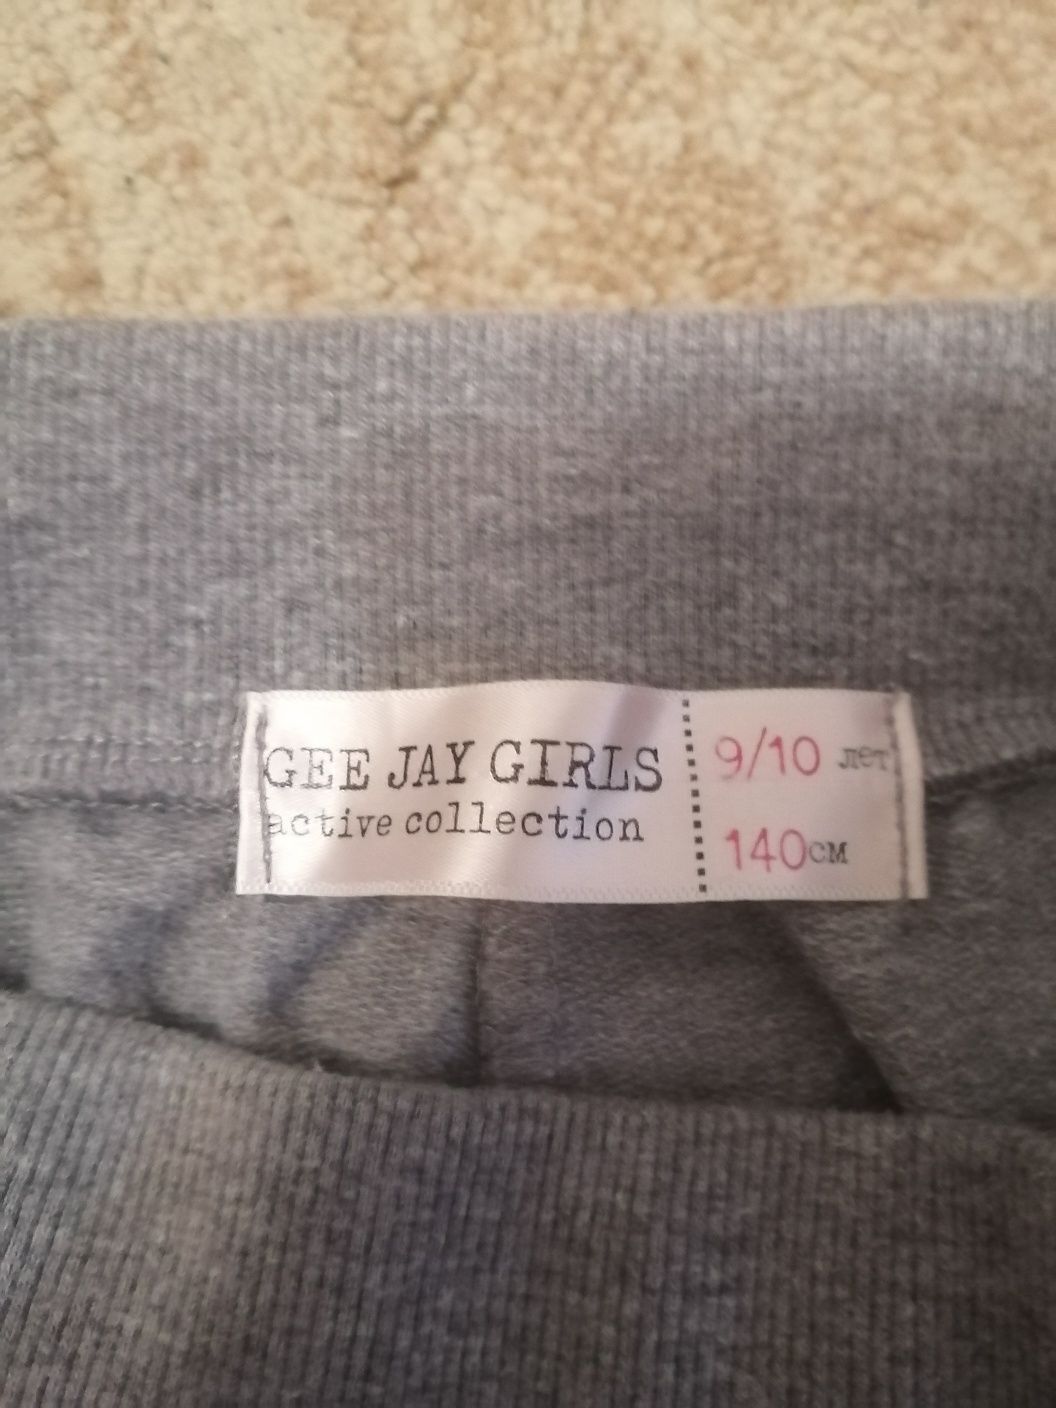 GEE JAY GIRLS
active collection
9/10 лет
140см